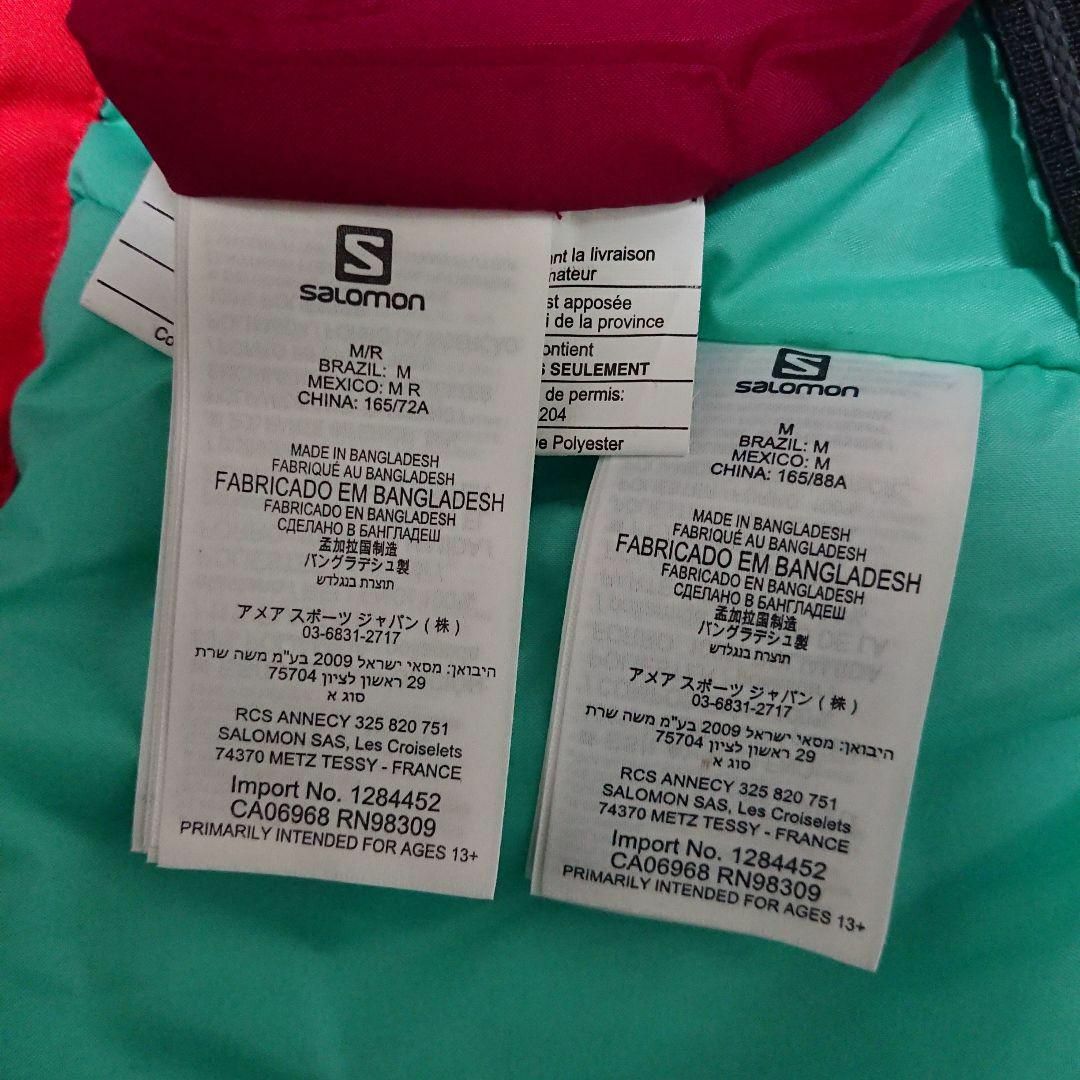 S
SALOMON
M/R
BRAZIL: M
MEXICO: M R
CHINA: 165/72A
MADE IN BANGLADESH
FABRIQUÉ AU BANGLADESH
FABRICADO EM BANGLADESH
FABRICADO EN BANGLADESH
СДЕЛАНО В БАНГЛАДЕШ
孟加拉国制造
バングラデシュ製
תוצרת בנגלדש
アメア スポーツ ジャパン ( 株 )
03-6831-2717
היבואן: מסאי ישראל 2009 בע"מ משה שרת
29 ראשון לציון 75704
סוג א
RCS ANNECY 325 820 751
SALOMON SAS, Les Croiselets
74370 METZ TESSY - FRANCE
Import No. 1284452
CA06968 RN98309
PRIMARILY INTENDED FOR AGES 13+
Co
nt la livraison
ateur
st apposée
i de la province
ontient
S SEULEMENT
de permis:
204
e Polyester
S
SALOMON
M
BRAZIL: M
MEXICO: M
CHINA: 165/88A
MADE IN BANGLADESH
FABRIQUÉ AU BANGLADESH
FABRICADO EM BANGLADESH
FABRICADO EN BANGLADESH
СДЕЛАНО В БАНГЛАДЕШ
孟加拉国制造
バングラデシュ製
תוצרת בנגלדש
アメア スポーツ ジャパン ( 株 )
03-6831-2717
היבואן: מסאי ישראל 2009 בע"מ משה שרת
29 ראשון לציון 75704
סוג א
RCS ANNECY 325 820 751
SALOMON SAS, Les Croiselets
74370 METZ TESSY - FRANCE
Import No. 1284452
CA06968 RN98309
PRIMARILY INTENDED FOR AGES 13+